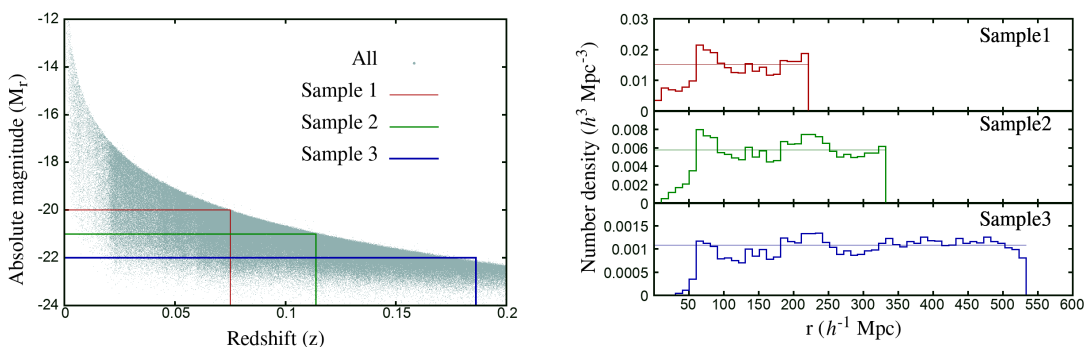 -12
-14
-16
-18
-20
-22
-24
Absolute magnitude (Mr)
All
Sample 1
Sample 2
Sample 3
0
0.05
0.1
0.15
0.2
Redshift (z)
Number density (h³ Mpc⁻³)
0.03
0.02
0.01
0
Sample1
0.008
0.006
0.004
0.002
0
Sample2
0.0015
0.001
0.0005
0
Sample3
0 50 100 150 200 250 300 350 400 450 500 550 600
r (h⁻¹ Mpc)